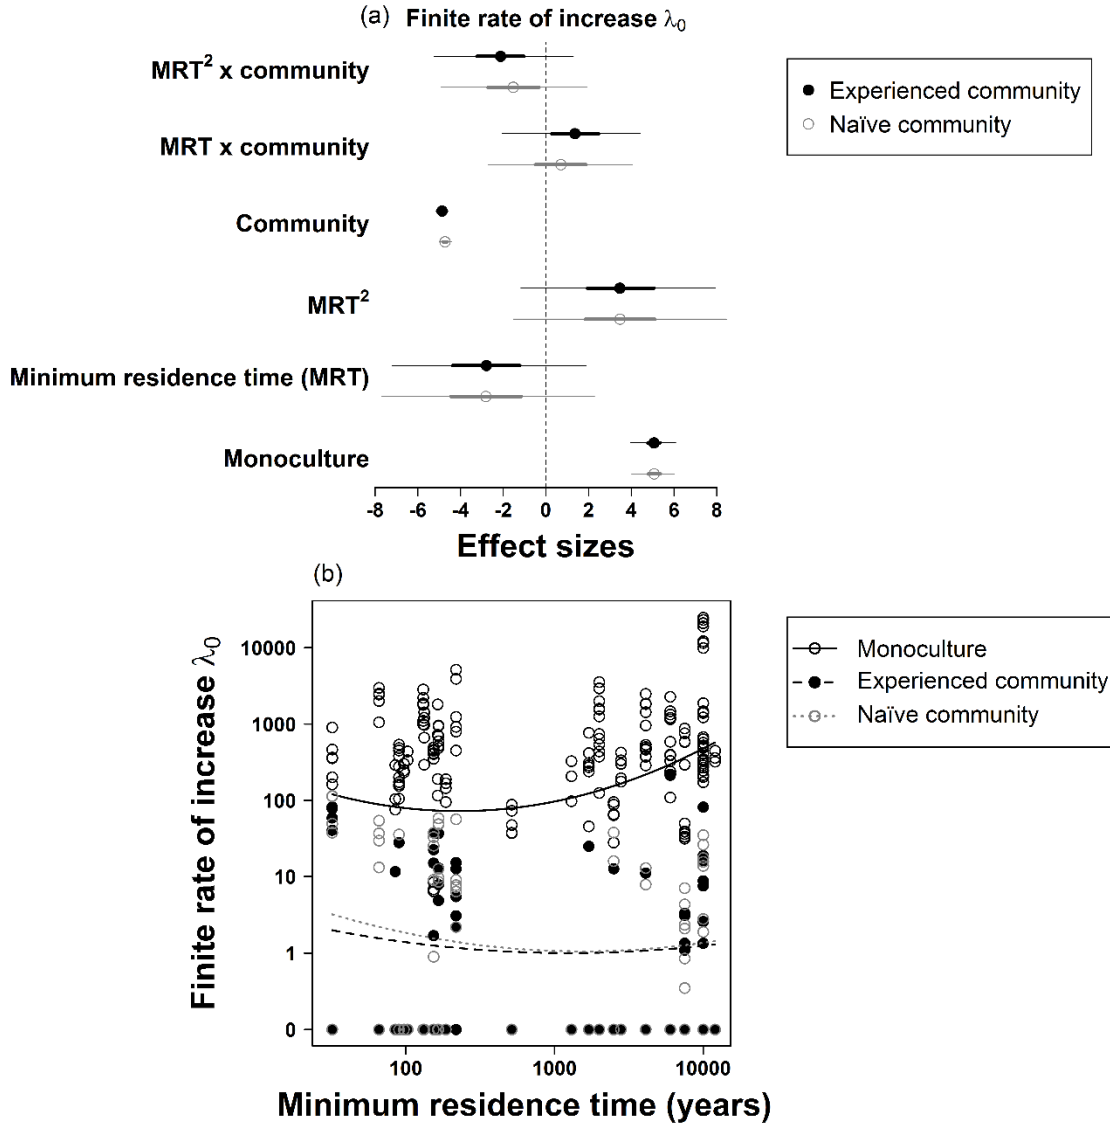 (a) Finite rate of increase λ₀
MRT² x community
MRT x community
Community
MRT²
Minimum residence time (MRT)
Monoculture
-8 -6 -4 -2 0 2 4 6 8
Effect sizes
Experienced community
Naïve community
(b)
Finite rate of increase λ₀
10000
1000
100
10
1
0
100 1000 10000
Minimum residence time (years)
Monoculture
Experienced community
Naïve community